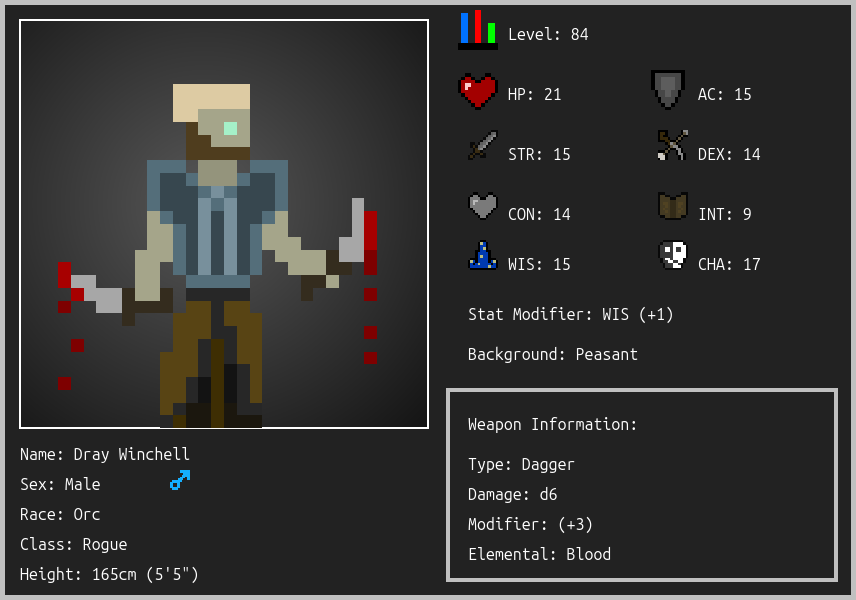 Level: 84
HP: 21
AC: 15
STR: 15
DEX: 14
CON: 14
INT: 9
WIS: 15
CHA: 17
Stat Modifier: WIS (+1)
Background: Peasant
Weapon Information:
Type: Dagger
Damage: d6
Modifier: (+3)
Elemental: Blood
Name: Dray Winchell
Sex: Male
Race: Orc
Class: Rogue
Height: 165cm (5'5")